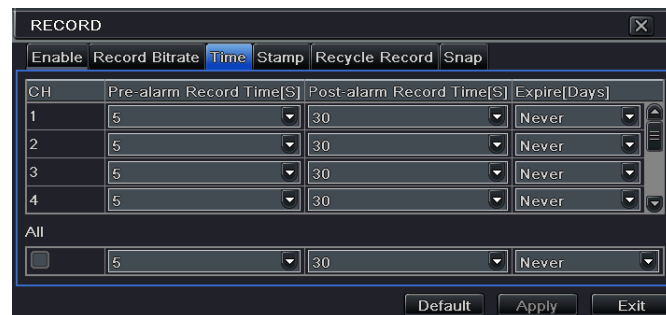 RECORD
Enable Record Bitrate Time Stamp Recycle Record Snap
CH Pre-alarm Record Time[S] Post-alarm Record Time[S] Expire[Days]
1 5 30 Never
2 5 30 Never
3 5 30 Never
4 5 30 Never
All
5 30 Never
Default Apply Exit